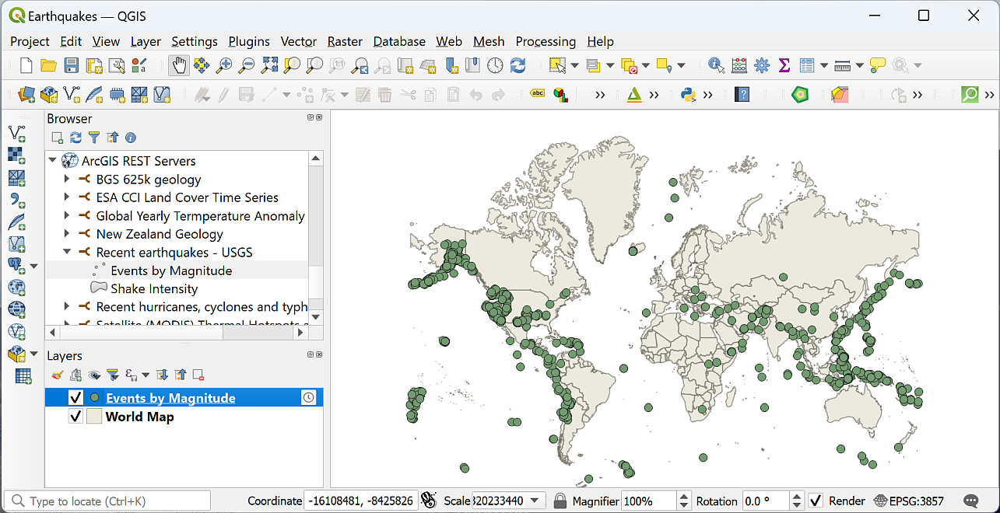 Earthquakes — QGIS
Project Edit View Layer Settings Plugins Vector Raster Database Web Mesh Processing Help
abc
Browser
ArcGIS REST Servers
BGS 625k geology
ESA CCI Land Cover Time Series
Global Yearly Termperature Anomaly
New Zealand Geology
Recent earthquakes - USGS
Events by Magnitude
Shake Intensity
Recent hurricanes, cyclones and typh
Satellite (MODIS) Thermal Hotspots
Layers
Events by Magnitude
World Map
Type to locate (Ctrl+K) Coordinate -16108481, -8425826 Scale 320233440 Magnifier 100% Rotation 0.0 ° Render EPSG:3857